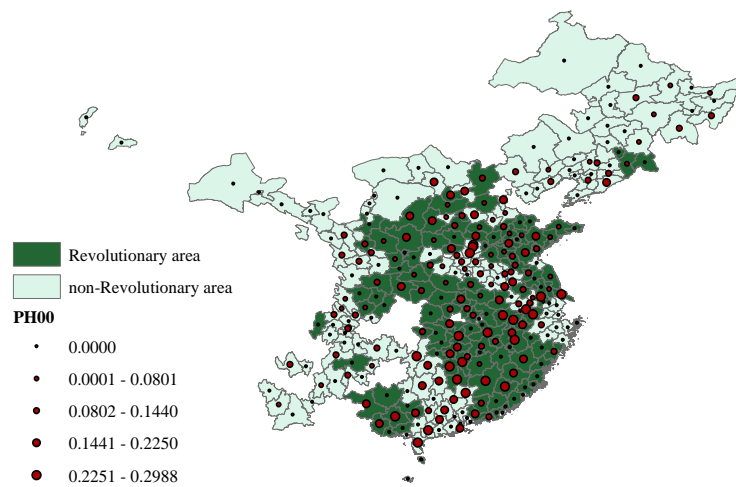 Revolutionary area
non-Revolutionary area
PH00
0.0000
0.0001 - 0.0801
0.0802 - 0.1440
0.1441 - 0.2250
0.2251 - 0.2988